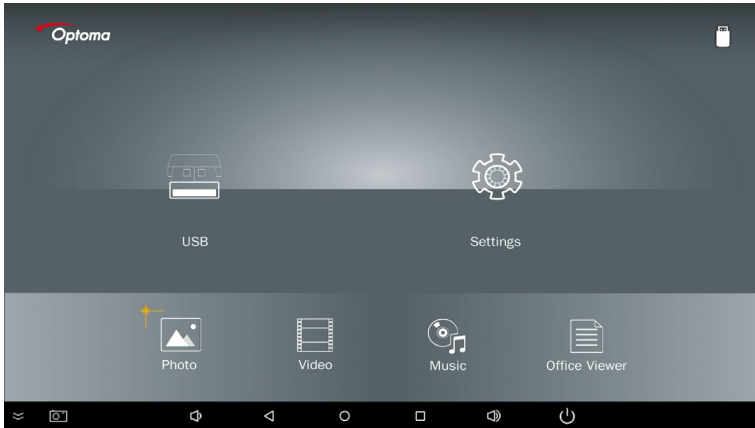 Optoma
USB
Settings
Photo
Video
Music
Office Viewer